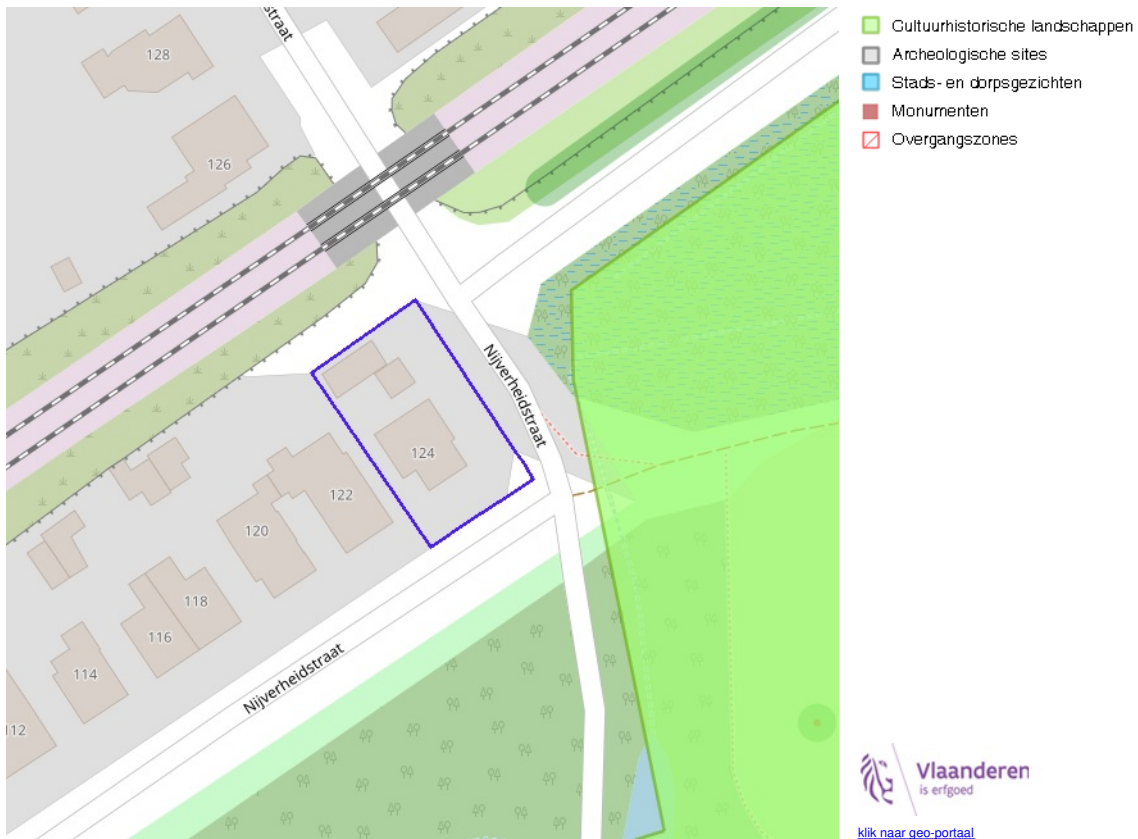 straat
128
126
Nijverheidstraat
124
122
120
118
116
114
112
Nijverheidstraat
Cultuurhistorische landschappen
Archeologische sites
Stads- en dorpsgezichten
Monumenten
Overgangszones
Vlaanderen
is erfgoed
klik naar geo-portaal